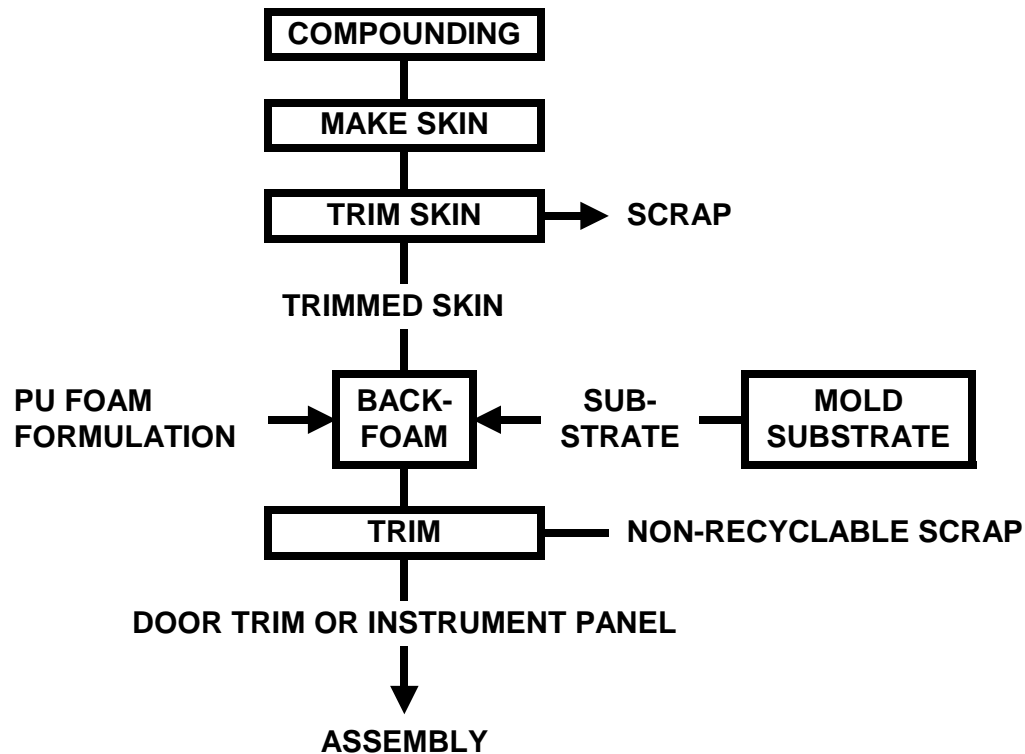 COMPOUNDING
MAKE SKIN
TRIM SKIN
SCRAP
TRIMMED SKIN
PU FOAM
FORMULATION
BACK-
FOAM
SUB-
STRATE
MOLD
SUBSTRATE
TRIM
NON-RECYCLABLE SCRAP
DOOR TRIM OR INSTRUMENT PANEL
ASSEMBLY